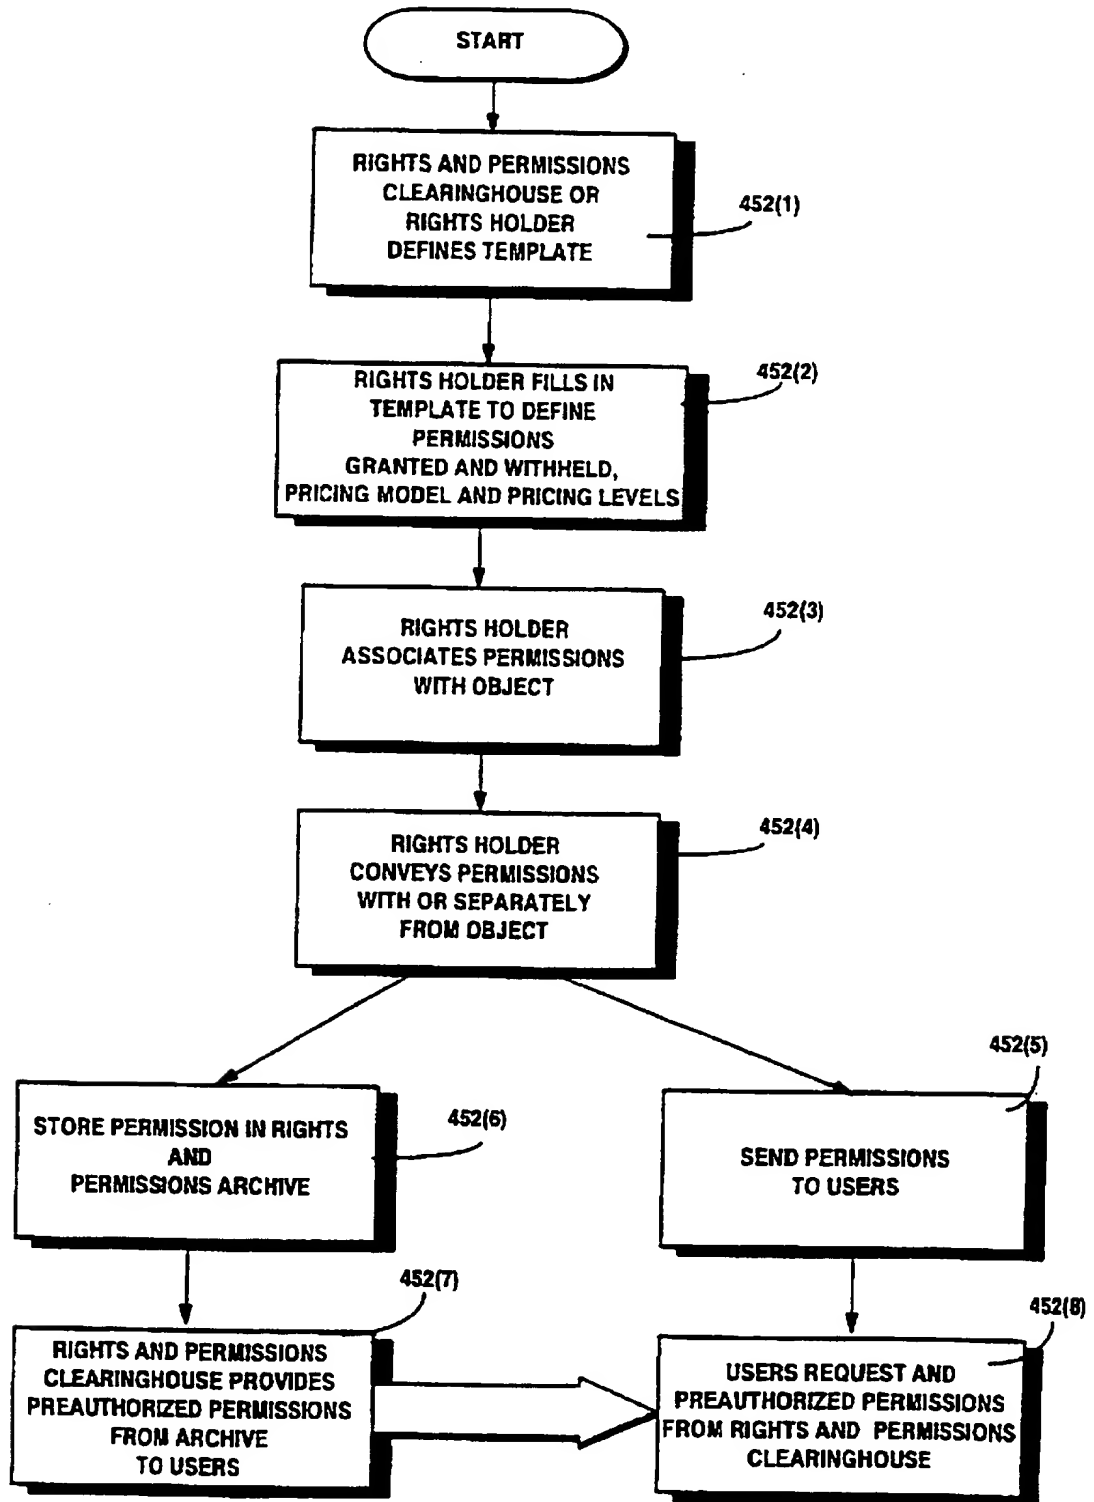 START
RIGHTS AND PERMISSIONS
CLEARINGHOUSE OR
RIGHTS HOLDER
DEFINES TEMPLATE
452(1)
RIGHTS HOLDER FILLS IN
TEMPLATE TO DEFINE
PERMISSIONS
GRANTED AND WITHHELD,
PRICING MODEL AND PRICING LEVELS
452(2)
RIGHTS HOLDER
ASSOCIATES PERMISSIONS
WITH OBJECT
452(3)
RIGHTS HOLDER
CONVEYS PERMISSIONS
WITH OR SEPARATELY
FROM OBJECT
452(4)
STORE PERMISSION IN RIGHTS
AND
PERMISSIONS ARCHIVE
452(6)
SEND PERMISSIONS
TO USERS
452(5)
RIGHTS AND PERMISSIONS
CLEARINGHOUSE PROVIDES
PREAUTHORIZED PERMISSIONS
FROM ARCHIVE
TO USERS
452(7)
USERS REQUEST AND
PREAUTHORIZED PERMISSIONS
FROM RIGHTS AND PERMISSIONS
CLEARINGHOUSE
452(8)